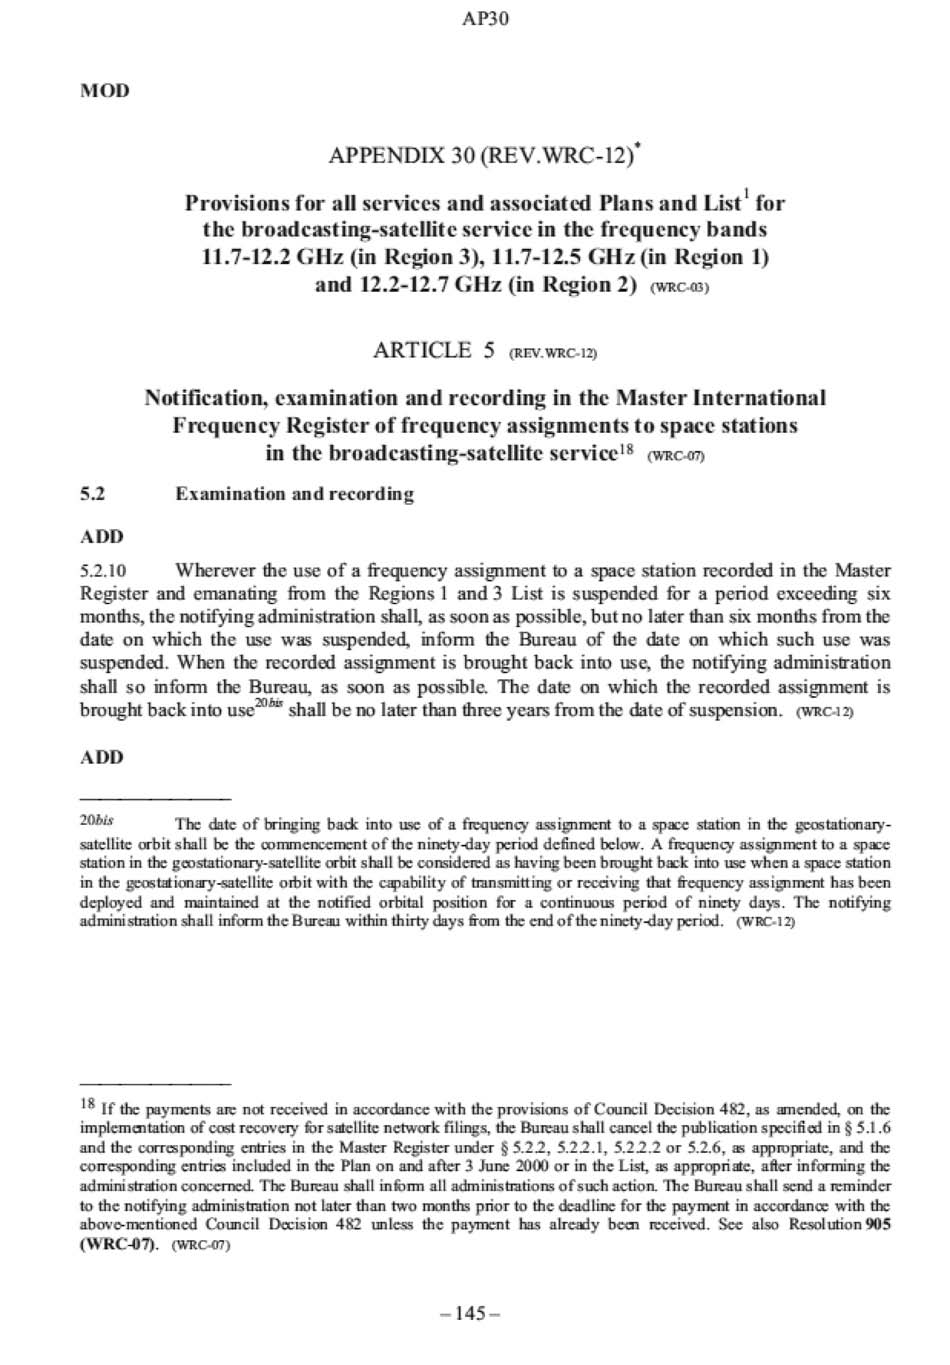 AP30
MOD
APPENDIX 30 (REV.WRC-12)*
Provisions for all services and associated Plans and List1 for
the broadcasting-satellite service in the frequency bands
11.7-12.2 GHz (in Region 3), 11.7-12.5 GHz (in Region 1)
and 12.2-12.7 GHz (in Region 2) (WRC-03)
ARTICLE 5 (REV.WRC-12)
Notification, examination and recording in the Master International
Frequency Register of frequency assignments to space stations
in the broadcasting-satellite service18 (WRC-07)
5.2 Examination and recording
ADD
5.2.10 Wherever the use of a frequency assignment to a space station recorded in the Master
Register and emanating from the Regions 1 and 3 List is suspended for a period exceeding six
months, the notifying administration shall, as soon as possible, but no later than six months from the
date on which the use was suspended, inform the Bureau of the date on which such use was
suspended. When the recorded assignment is brought back into use, the notifying administration
shall so inform the Bureau, as soon as possible. The date on which the recorded assignment is
brought back into use20bis shall be no later than three years from the date of suspension. (WRC-12)
ADD
20bis The date of bringing back into use of a frequency assignment to a space station in the geostationary-
satellite orbit shall be the commencement of the ninety-day period defined below. A frequency assignment to a space
station in the geostationary-satellite orbit shall be considered as having been brought back into use when a space station
in the geostationary-satellite orbit with the capability of transmitting or receiving that frequency assignment has been
deployed and maintained at the notified orbital position for a continuous period of ninety days. The notifying
administration shall inform the Bureau within thirty days from the end of the ninety-day period. (WRC-12)
18 If the payments are not received in accordance with the provisions of Council Decision 482, as amended, on the
implementation of cost recovery for satellite network filings, the Bureau shall cancel the publication specified in § 5.1.6
and the corresponding entries in the Master Register under § 5.2.2, 5.2.2.1, 5.2.2.2 or 5.2.6, as appropriate, and the
corresponding entries included in the Plan on and after 3 June 2000 or in the List, as appropriate, after informing the
administration concerned. The Bureau shall inform all administrations of such action. The Bureau shall send a reminder
to the notifying administration not later than two months prior to the deadline for the payment in accordance with the
above-mentioned Council Decision 482 unless the payment has already been received. See also Resolution 905
(WRC-07). (WRC-07)
– 145 –